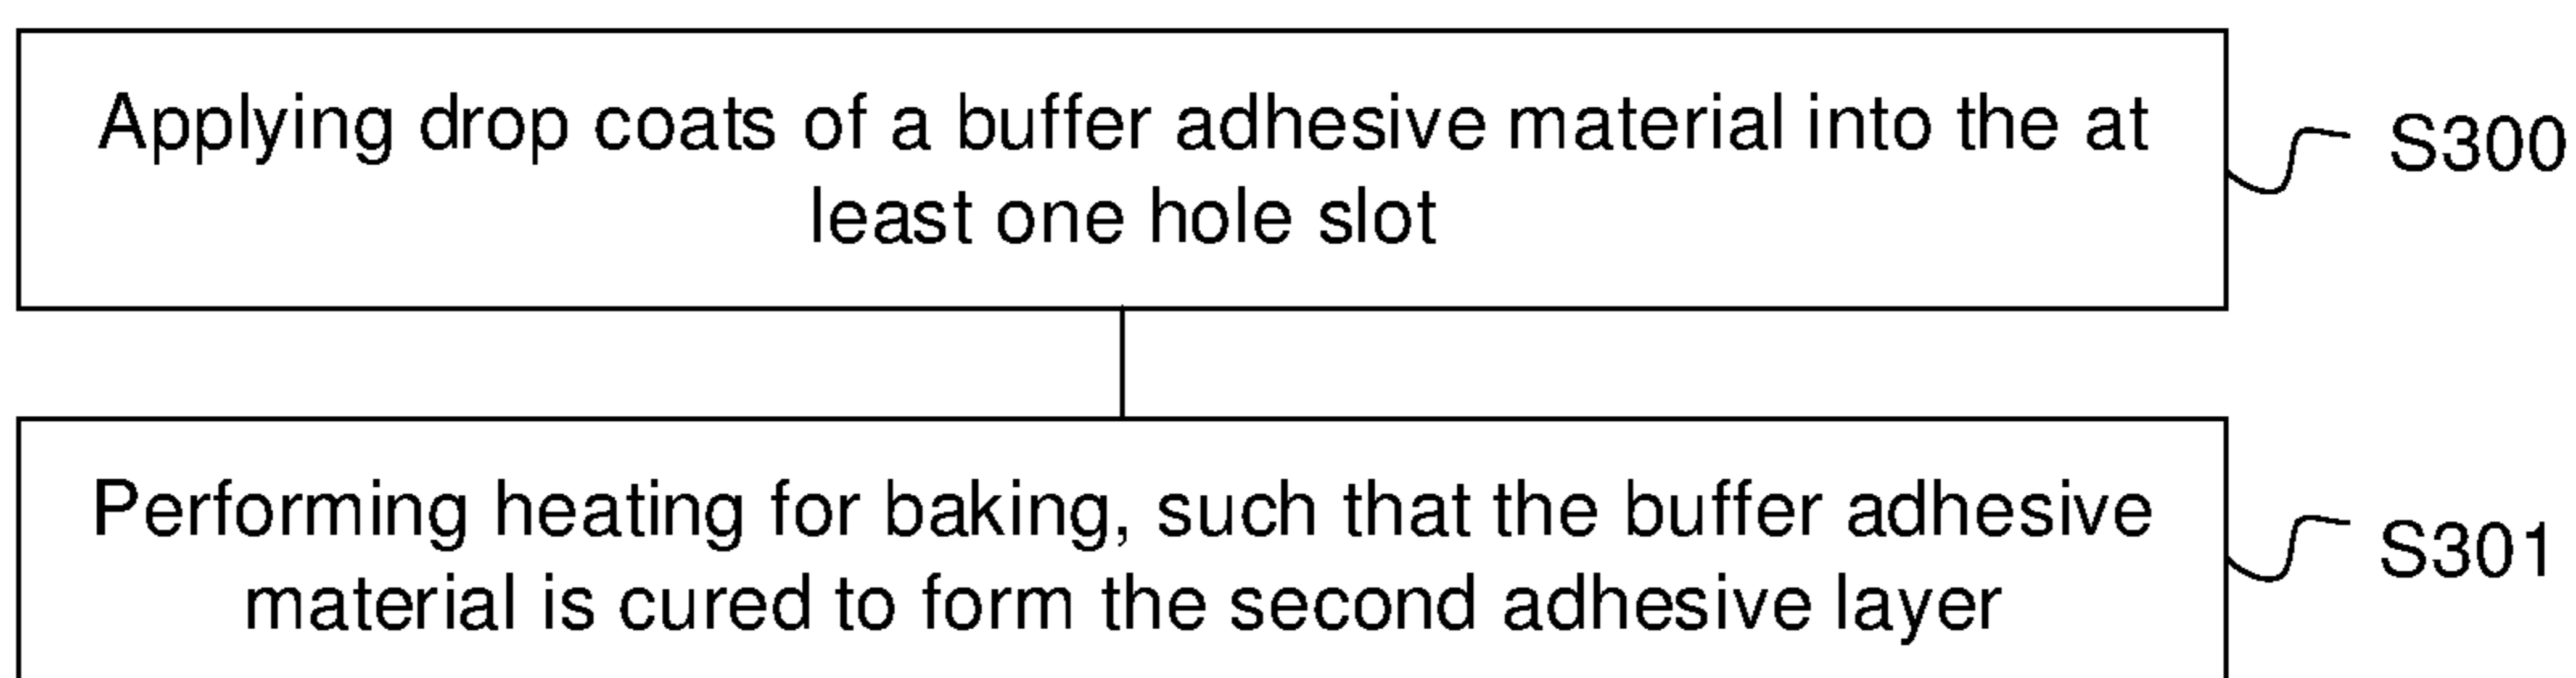 Applying drop coats of a buffer adhesive material into the at
least one hole slot
S300
Performing heating for baking, such that the buffer adhesive
material is cured to form the second adhesive layer
S301